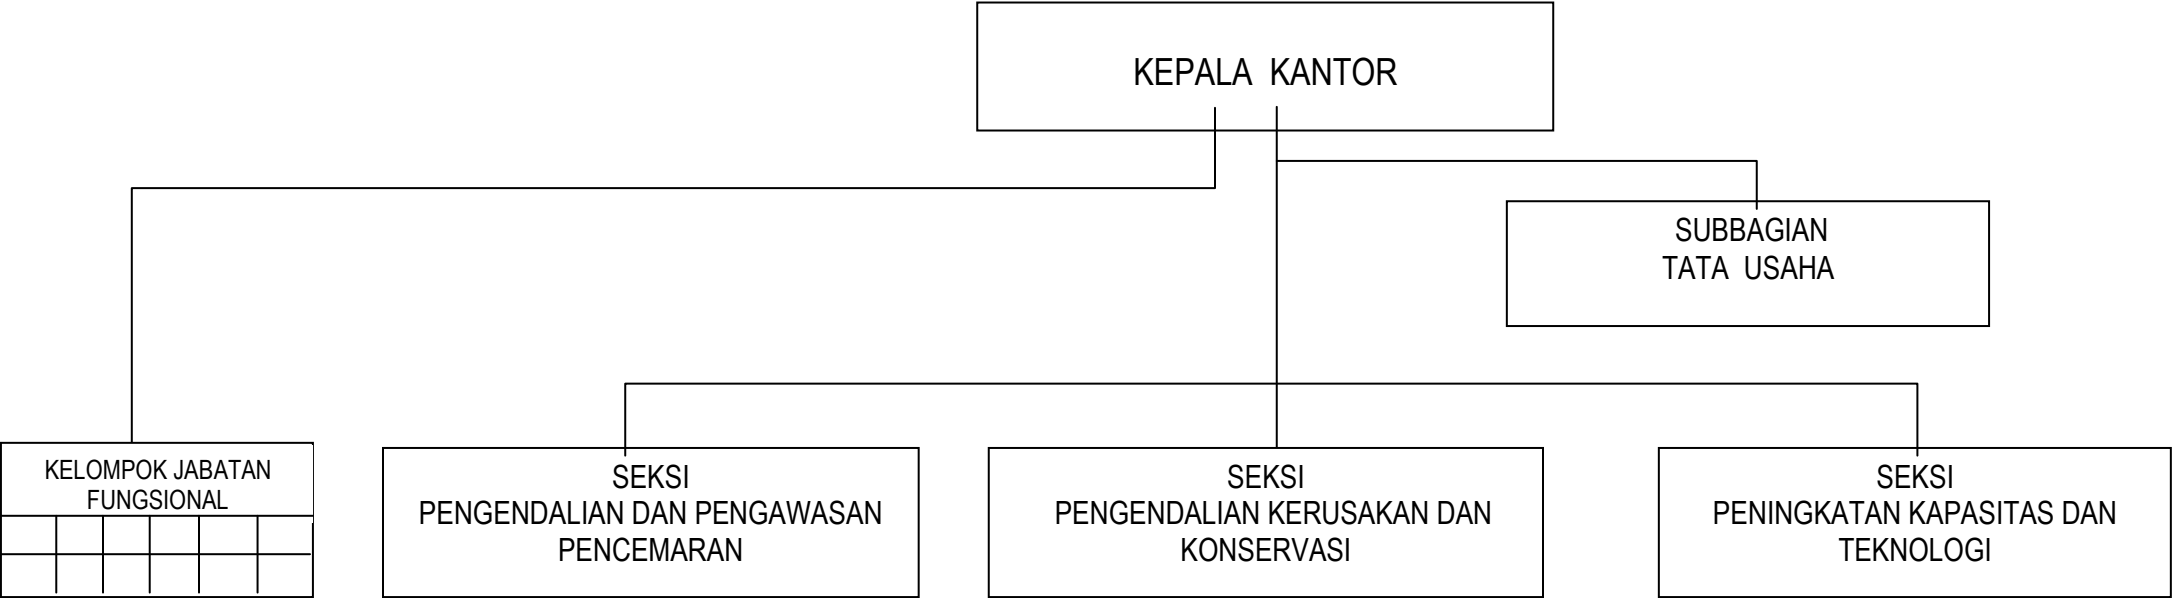 KEPALA KANTOR
SUBBAGIAN
TATA USAHA
KELOMPOK JABATAN
FUNGSIONAL
SEKSI
PENGENDALIAN DAN PENGAWASAN
PENCEMARAN
SEKSI
PENGENDALIAN KERUSAKAN DAN
KONSERVASI
SEKSI
PENINGKATAN KAPASITAS DAN
TEKNOLOGI